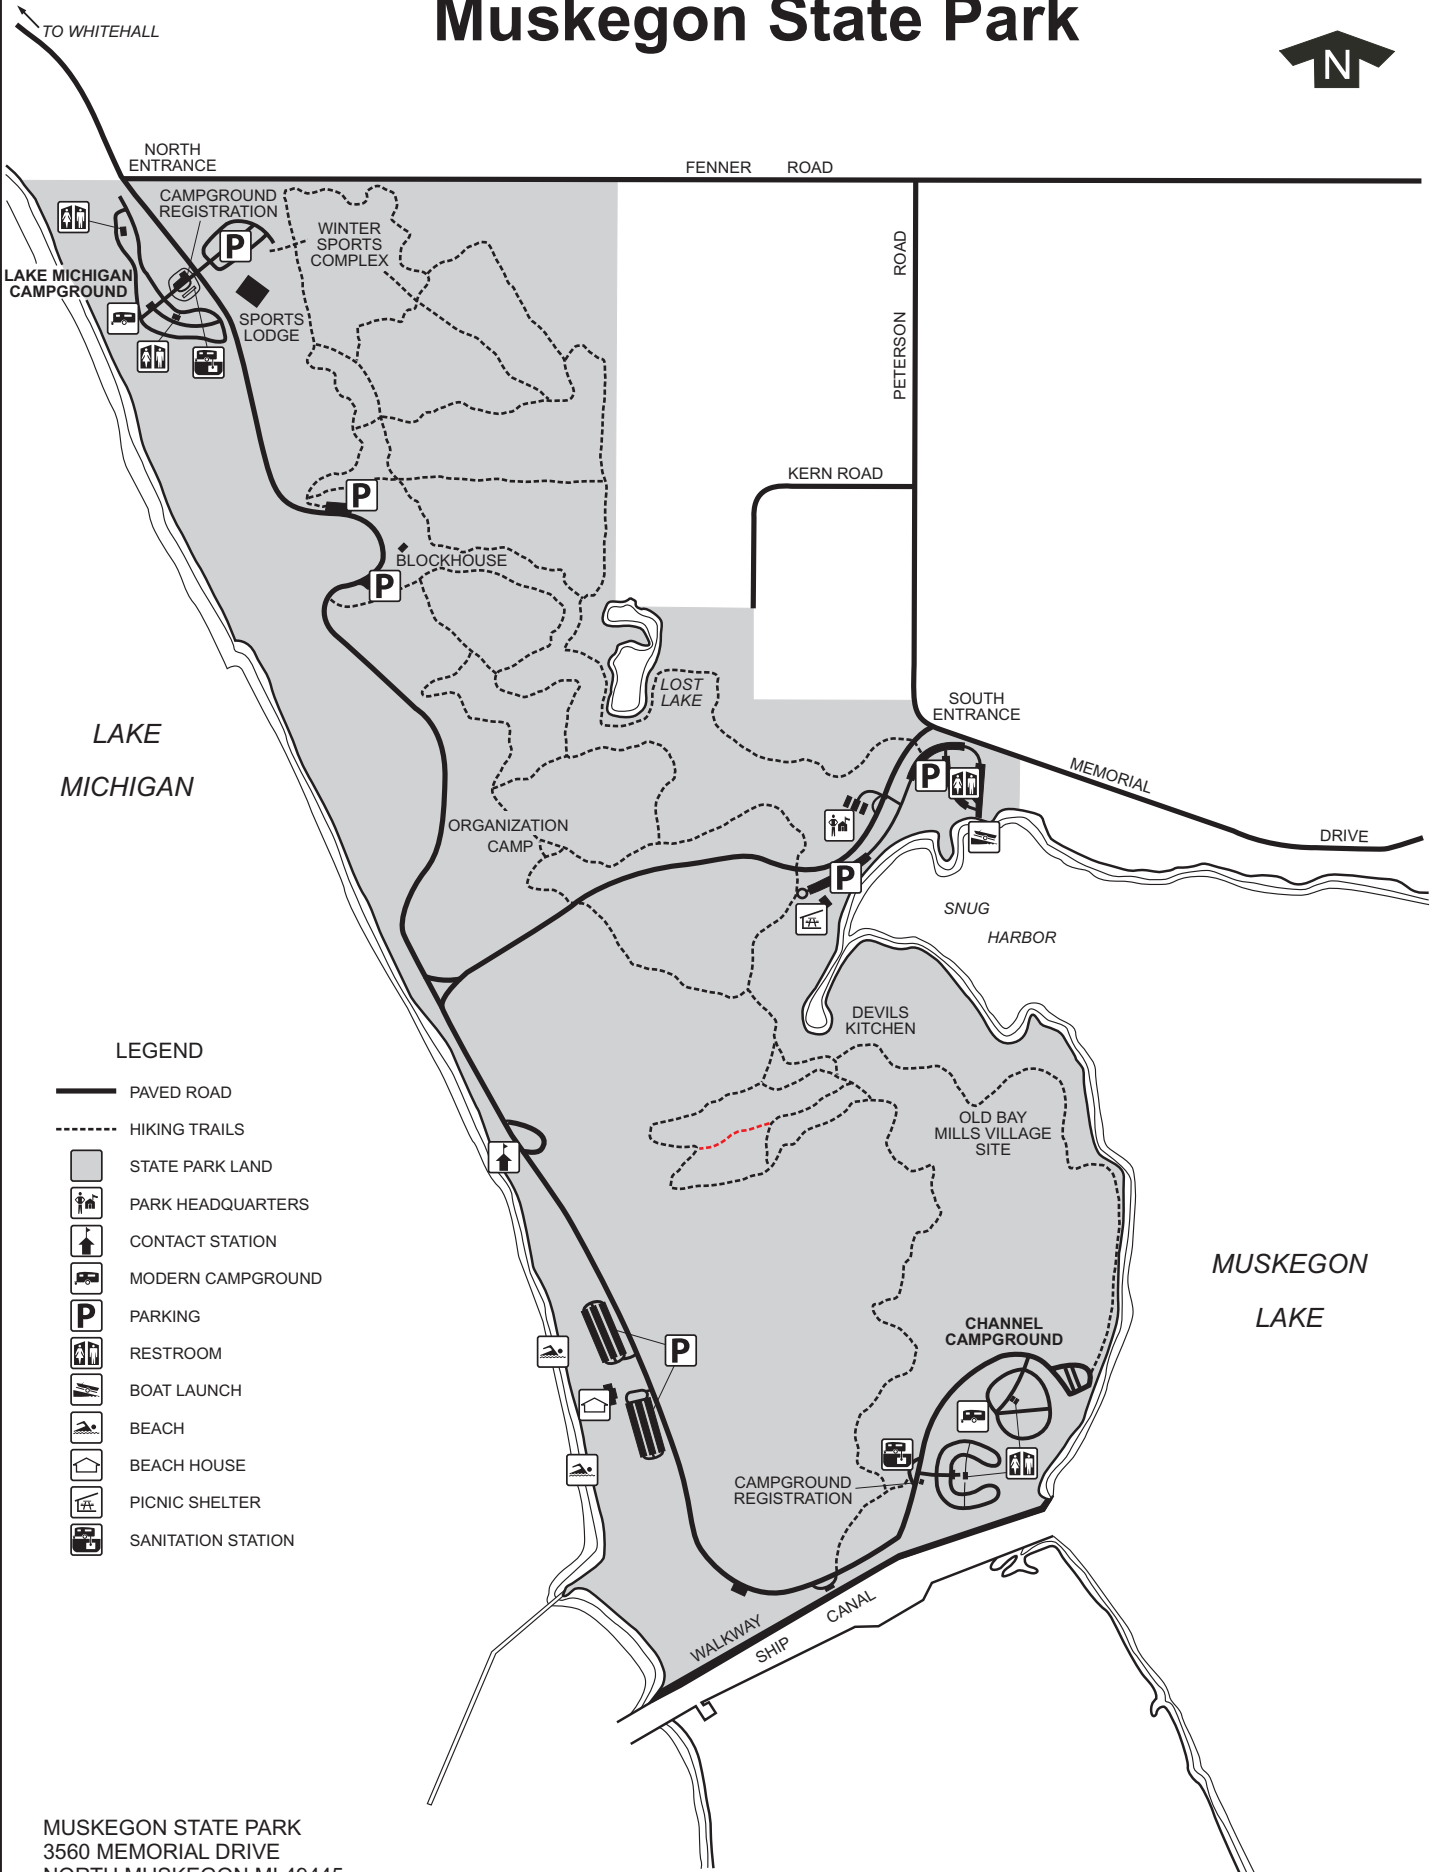 Muskegon State Park
TO WHITEHALL
N
NORTH
ENTRANCE
FENNER ROAD
CAMPGROUND
REGISTRATION
P
WINTER
SPORTS
COMPLEX
LAKE MICHIGAN
CAMPGROUND
SPORTS
LODGE
PETERSON ROAD
KERN ROAD
P
BLOCKHOUSE
P
LOST
LAKE
SOUTH
ENTRANCE
LAKE
MICHIGAN
MEMORIAL DRIVE
P
ORGANIZATION
CAMP
P
SNUG
HARBOR
DEVILS
KITCHEN
OLD BAY
MILLS VILLAGE
SITE
LEGEND
PAVED ROAD
HIKING TRAILS
STATE PARK LAND
PARK HEADQUARTERS
CONTACT STATION
MODERN CAMPGROUND
P PARKING
RESTROOM
BOAT LAUNCH
BEACH
BEACH HOUSE
PICNIC SHELTER
SANITATION STATION
MUSKEGON
LAKE
CHANNEL
CAMPGROUND
P
CAMPGROUND
REGISTRATION
WALKWAY
SHIP CANAL
MUSKEGON STATE PARK
3560 MEMORIAL DRIVE
NORTH MUSKEGON MI 49445